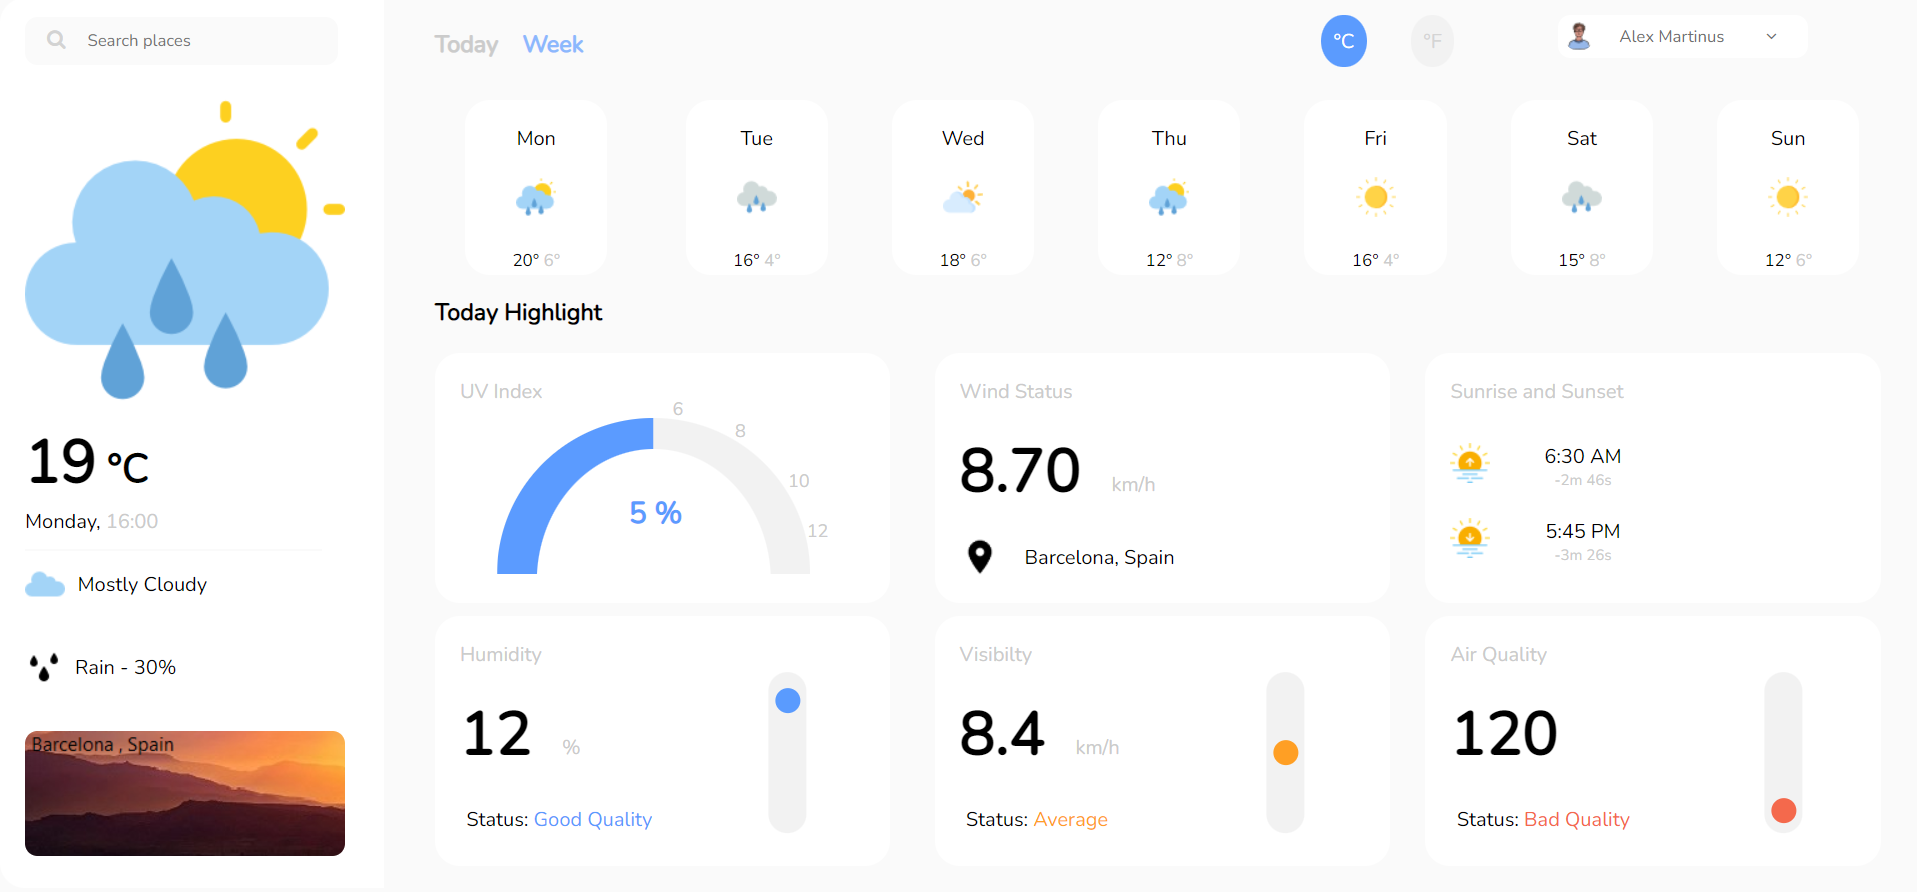 Search places
19 °C
Monday, 16:00
Mostly Cloudy
Rain - 30%
Barcelona , Spain
Today Week
°C
°F
Alex Martinus
Mon
20° 6°
Tue
16° 4°
Wed
18° 6°
Thu
12° 8°
Fri
16° 4°
Sat
15° 8°
Sun
12° 6°
Today Highlight
UV Index
6
8
10
12
5 %
Wind Status
8.70 km/h
Barcelona, Spain
Sunrise and Sunset
6:30 AM
-2m 46s
5:45 PM
-3m 26s
Humidity
12 %
Status: Good Quality
Visibilty
8.4 km/h
Status: Average
Air Quality
120
Status: Bad Quality